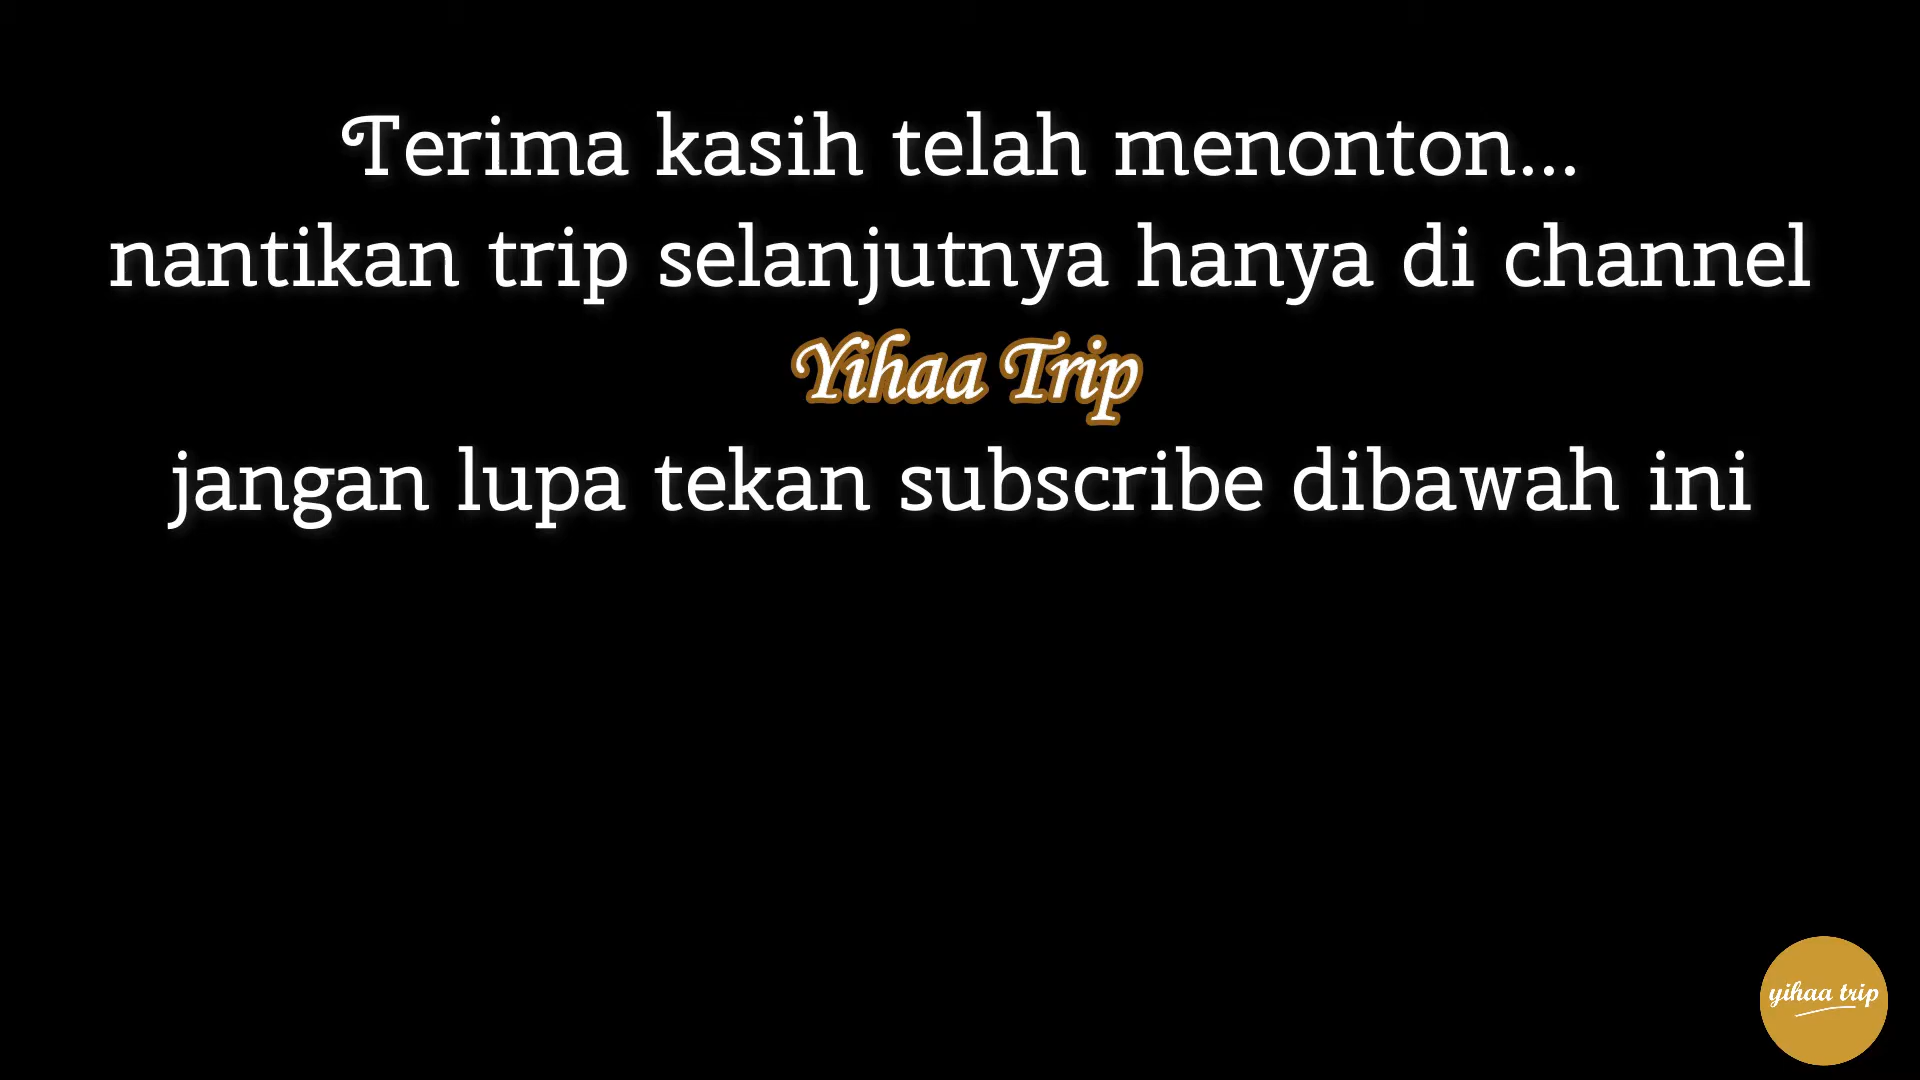 Terima kasih telah menonton...
nantikan trip selanjutnya hanya di channel
Yihaa Trip
jangan lupa tekan subscribe dibawah ini
yihaa trip